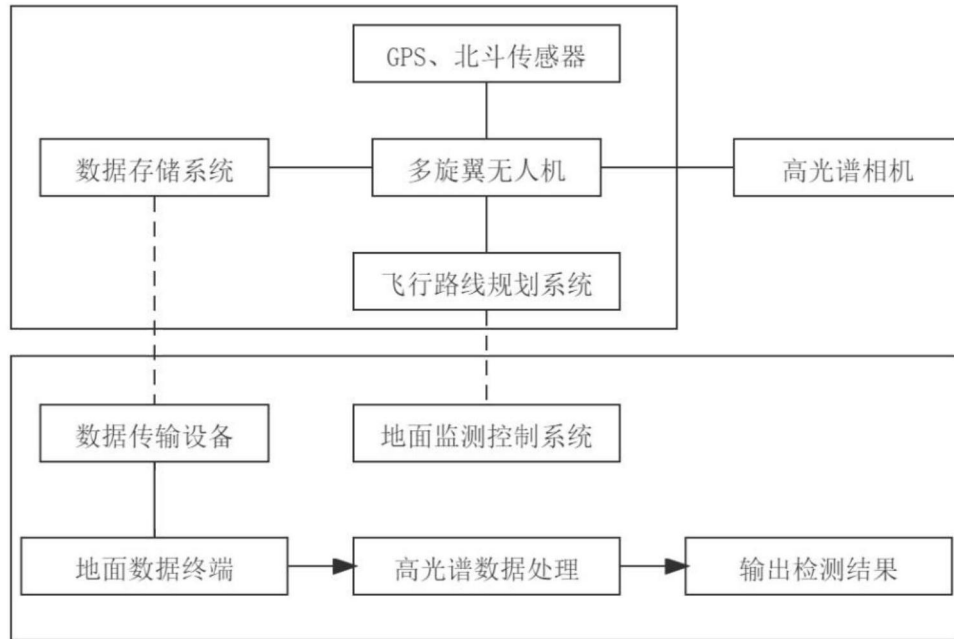 GPS、北斗传感器
数据存储系统
多旋翼无人机
高光谱相机
飞行路线规划系统
数据传输设备
地面监测控制系统
地面数据终端
高光谱数据处理
输出检测结果